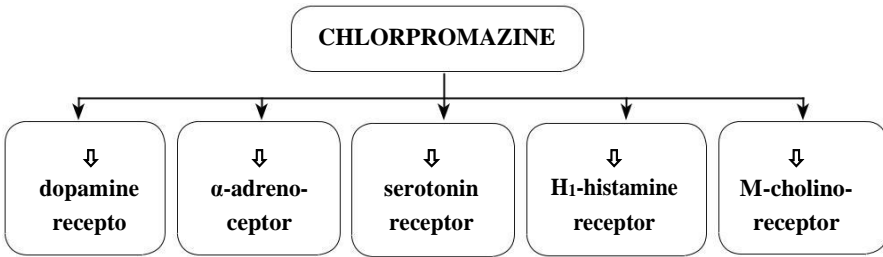 CHLORPROMAZINE
⇩
dopamine
recepto
⇩
α-adreno-
ceptor
⇩
serotonin
receptor
⇩
H₁-histamine
receptor
⇩
M-cholino-
receptor